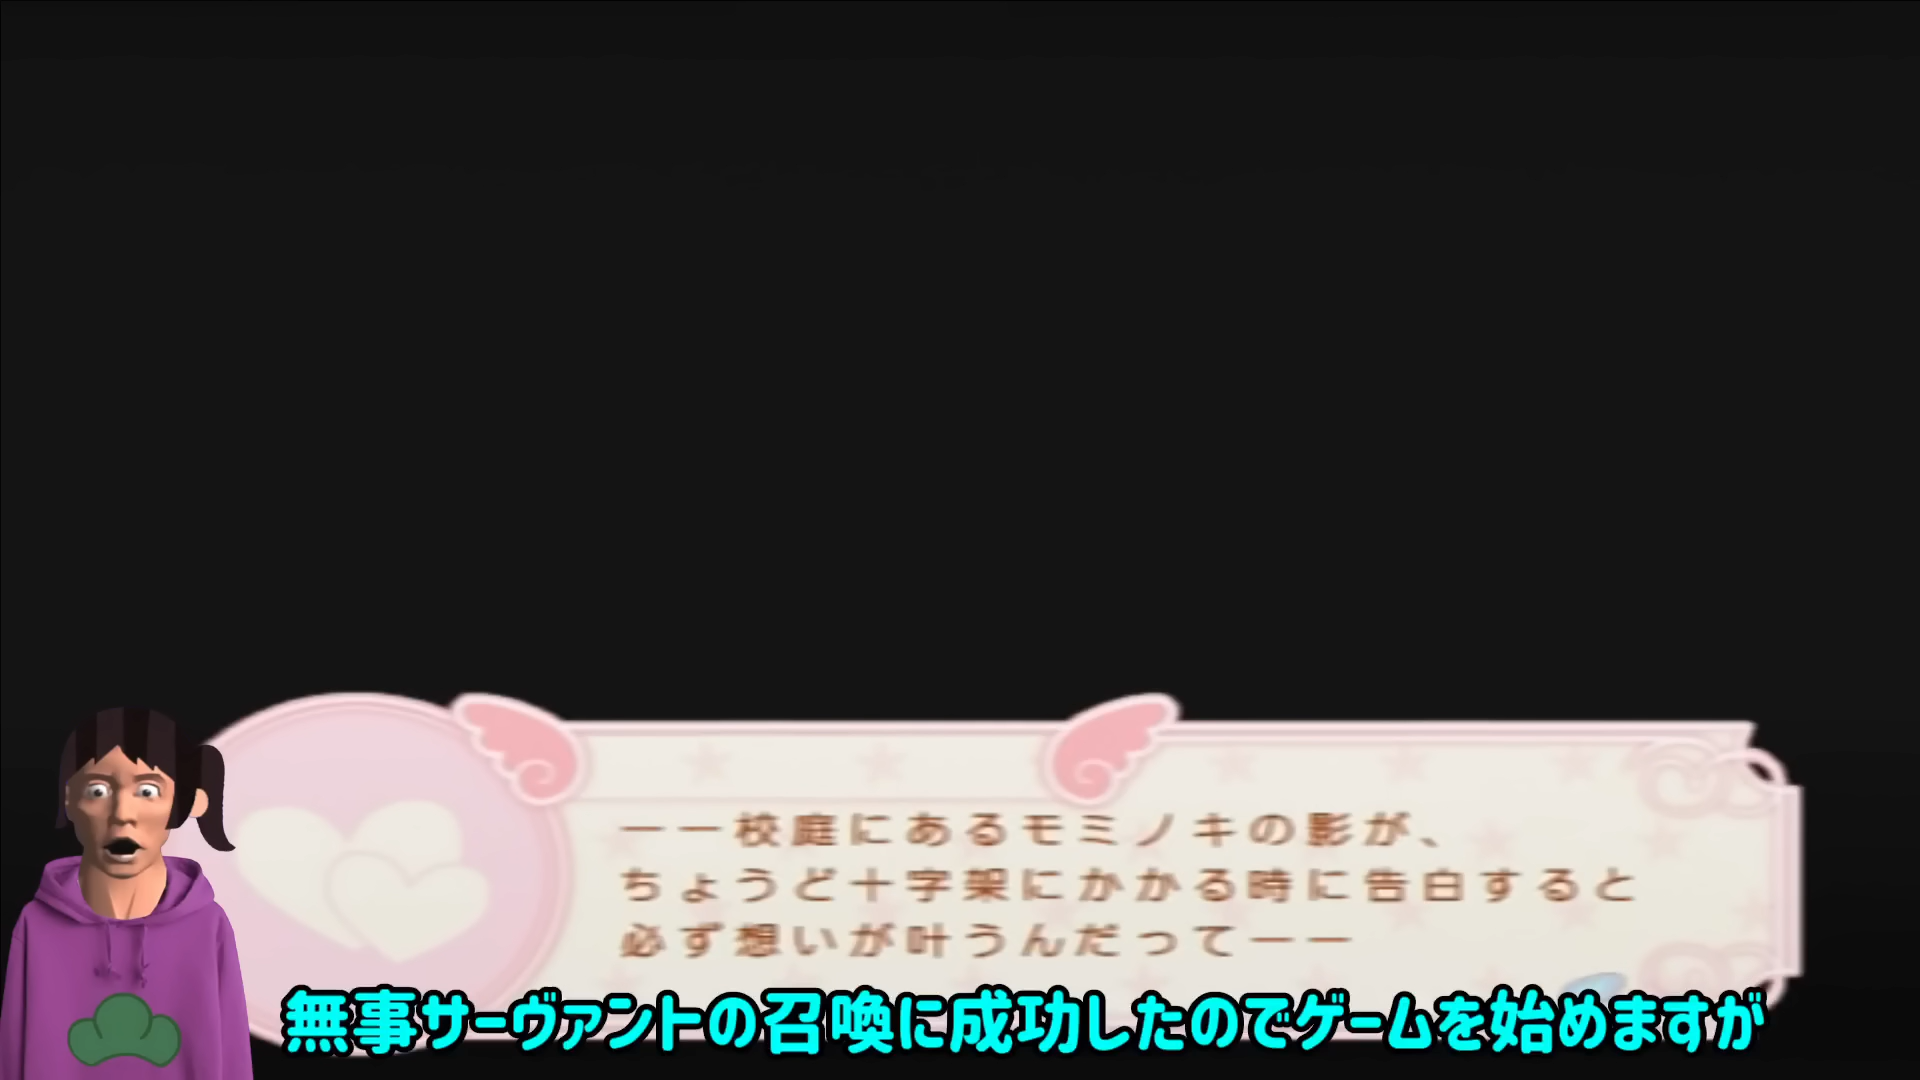 ーー校庭にあるモミノキの影が、
ちょうど十字架にかかる時に告白すると
必ず想いが叶うんだってーー
無事サーヴァントの召喚に成功したのでゲームを始めますが